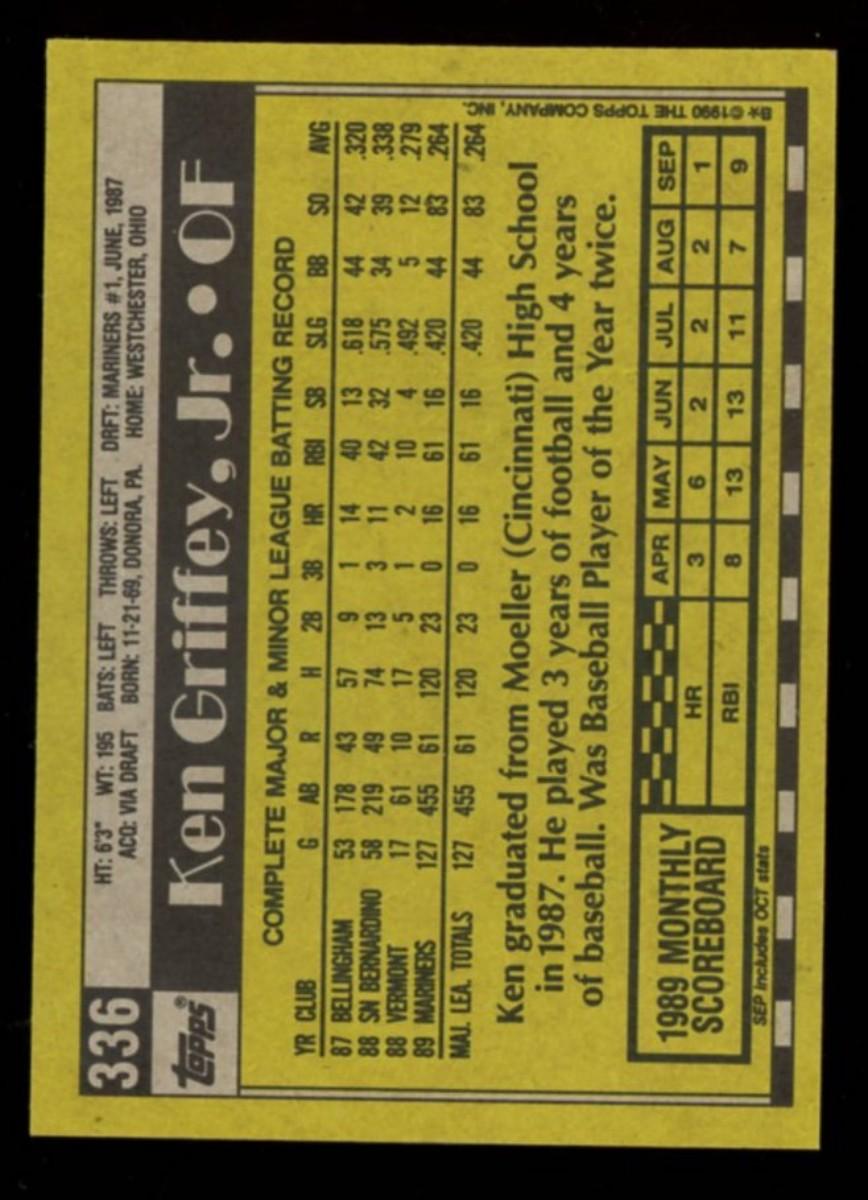 336
HT: 6'3" WT: 195 BATS: LEFT THROWS: LEFT DRFT: MARINERS #1, JUNE, 1987
ACQ: VIA DRAFT BORN: 11-21-69, DONORA, PA. HOME: WESTCHESTER, OHIO
Topps®
Ken Griffey, Jr. • OF
COMPLETE MAJOR & MINOR LEAGUE BATTING RECORD
YR CLUB G AB R H 2B 3B HR RBI SB SLG BB SO AVG
87 BELLINGHAM 53 178 43 57 9 1 14 40 13 .618 44 42 .320
88 SN BERNARDINO 58 219 49 74 13 3 11 42 32 .575 34 39 .338
88 VERMONT 17 61 10 17 5 1 2 10 4 .492 5 12 .279
89 MARINERS 127 455 61 120 23 0 16 61 16 .420 44 83 .264
MAJ. LEA. TOTALS 127 455 61 120 23 0 16 61 16 .420 44 83 .264
Ken graduated from Moeller (Cincinnati) High School
in 1987. He played 3 years of football and 4 years
of baseball. Was Baseball Player of the Year twice.
1989 MONTHLY
SCOREBOARD
APR MAY JUN JUL AUG SEP
HR 3 6 2 2 2 1
RBI 8 13 13 11 7 9
SEP includes OCT stats
B*©1990 THE TOPPS COMPANY, INC.